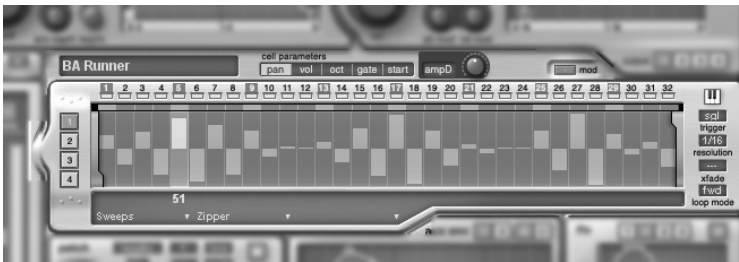 BA Runner
cell parameters
pan vol oct gate start
ampD
mod
1 2 3 4 5 6 7 8 9 10 11 12 13 14 15 16 17 18 19 20 21 22 23 24 25 26 27 28 29 30 31 32
1
2
3
4
sgl
trigger
1/16
resolution
---
xfade
fwd
loop mode
51
Sweeps
Zipper